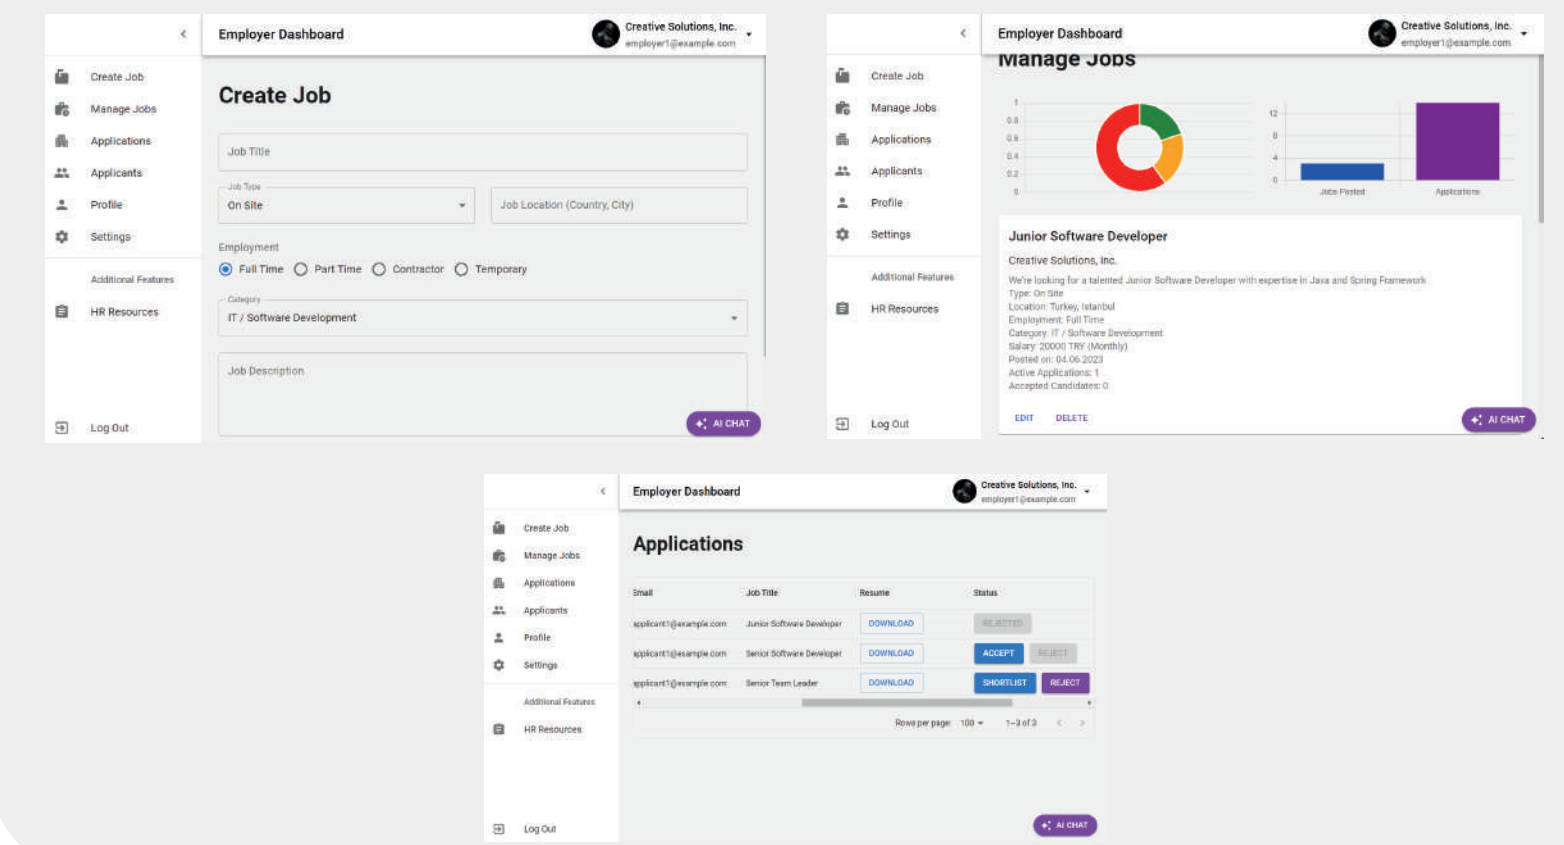 Employer Dashboard
Creative Solutions, Inc.
employer1@example.com
Create Job
Manage Jobs
Applications
Applicants
Profile
Settings
Additional Features
HR Resources
Log Out
Create Job
Job Title
Job Type
On Site
Job Location (Country, City)
Employment
Full Time
Part Time
Contractor
Temporary
Category
IT / Software Development
Job Description
AI CHAT
Employer Dashboard
Creative Solutions, Inc.
employer1@example.com
Create Job
Manage Jobs
Applications
Applicants
Profile
Settings
Additional Features
HR Resources
Log Out
Manage Jobs
1
0.8
0.6
0.4
0.2
0
12
8
4
0
Jobs Posted
Applications
Junior Software Developer
Creative Solutions, Inc.
We're looking for a talented Junior Software Developer with expertise in Java and Spring Framework
Type: On Site
Location: Turkey, Istanbul
Employment: Full Time
Category: IT / Software Development
Salary: 20000 TRY (Monthly)
Posted on: 04.06.2023
Active Applications: 1
Accepted Candidates: 0
EDIT
DELETE
AI CHAT
Employer Dashboard
Creative Solutions, Inc.
employer1@example.com
Create Job
Manage Jobs
Applications
Applicants
Profile
Settings
Additional Features
HR Resources
Log Out
Applications
Email Job Title Resume Status
applicant1@example.com Junior Software Developer DOWNLOAD REJECTED
applicant1@example.com Senior Software Developer DOWNLOAD ACCEPT REJECT
applicant1@example.com Senior Team Leader DOWNLOAD SHORTLIST REJECT
Rows per page: 100 1–3 of 3
AI CHAT